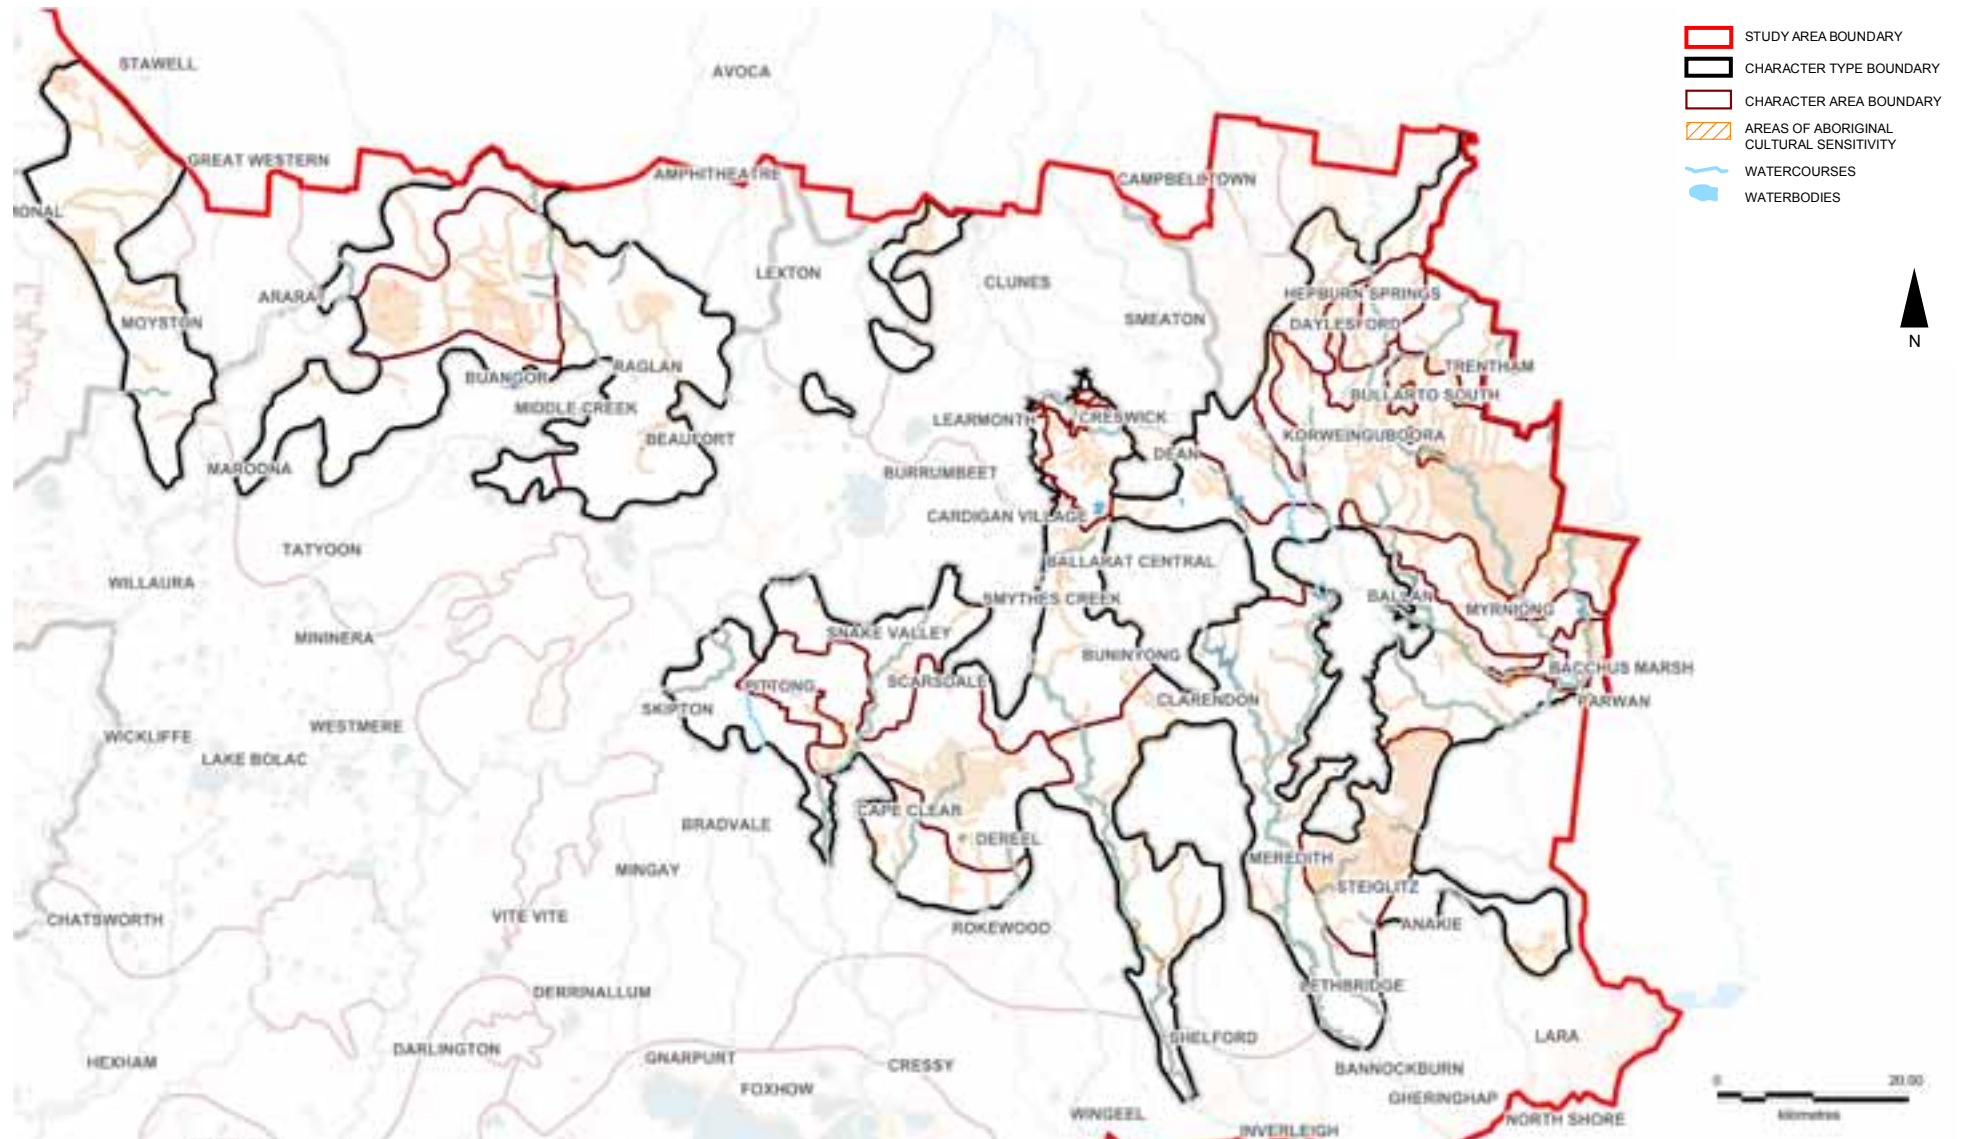 STUDY AREA BOUNDARY
CHARACTER TYPE BOUNDARY
CHARACTER AREA BOUNDARY
AREAS OF ABORIGINAL
CULTURAL SENSITIVITY
WATERCOURSES
WATERBODIES
N
STAWELL
AVOCA
GREAT WESTERN
AMPHITHEATRE
CAMPBELLTOWN
MONAL
LEXTON
CLUNES
ARARA
HEPBURN SPRINGS
MOYSTON
SMEATON
DAYLESFORD
BUANGOR
RAGLAN
TRENTHAM
BULLARTO SOUTH
MIDDLE CREEK
LEARMONTH
CRESWICK
BEAUFORT
KORWEINGUBOORA
DEAN
MAROONA
BURRUMBEET
CARDIGAN VILLAGE
TATYOON
BALLARAT CENTRAL
WILLAURA
SMYTHES CREEK
BALLAN
MYRNIONG
MININERA
SNAKE VALLEY
BUNINYONG
BACCHUS MARSH
PITTONG
SCARSDALE
SKIPTON
CLARENDON
PARWAN
WESTMERE
WICKLIFFE
LAKE BOLAC
BRADVALE
CAPE CLEAR
DEREEL
MINGAY
MEREDITH
STEIGLITZ
CHATSWORTH
VITE VITE
ROKEWOOD
ANAKIE
DERRINALLUM
LETHBRIDGE
SHELFORD
LARA
HEXHAM
DARLINGTON
GNARPURT
CRESSY
BANNOCKBURN
FOXHOW
GHERINGHAP
WINGEEL
INVERLEIGH
NORTH SHORE
0 20.00
kilometres